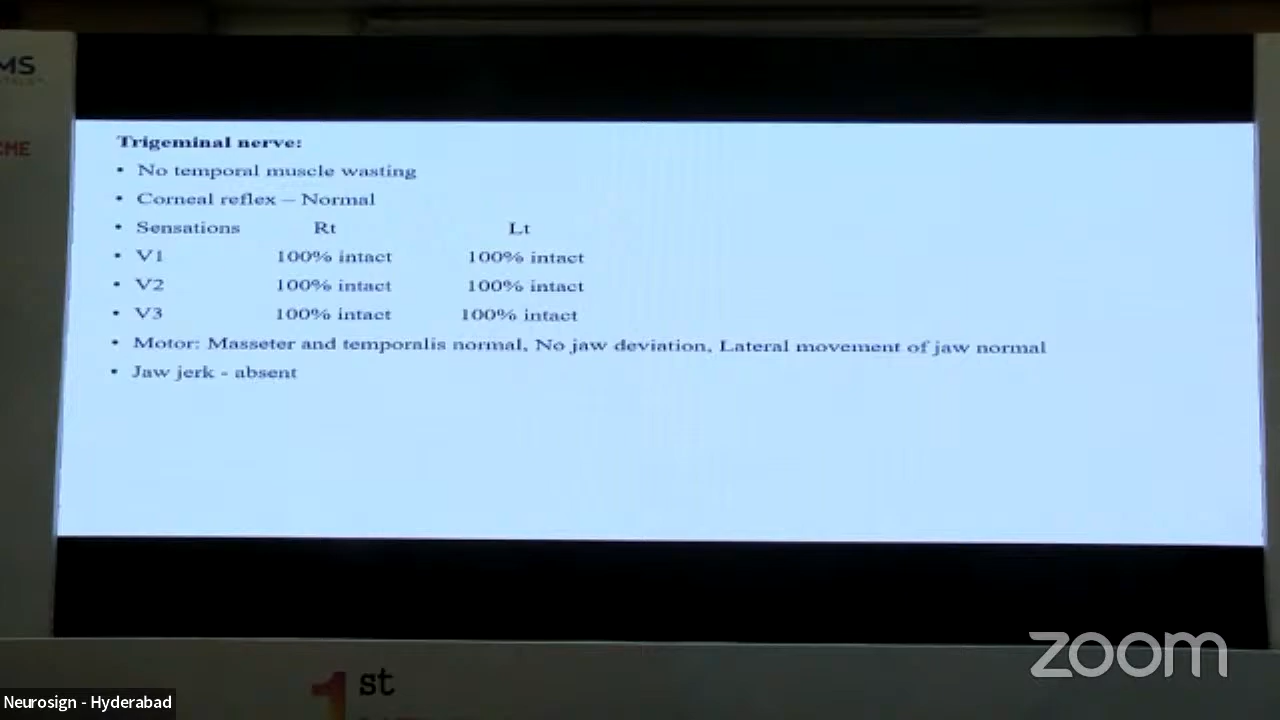 MS
CME
Trigeminal nerve:
• No temporal muscle wasting
• Corneal reflex – Normal
• Sensations Rt Lt
• V1 100% intact 100% intact
• V2 100% intact 100% intact
• V3 100% intact 100% intact
• Motor: Masseter and temporalis normal, No jaw deviation, Lateral movement of jaw normal
• Jaw jerk - absent
zoom
1st
Neurosign - Hyderabad